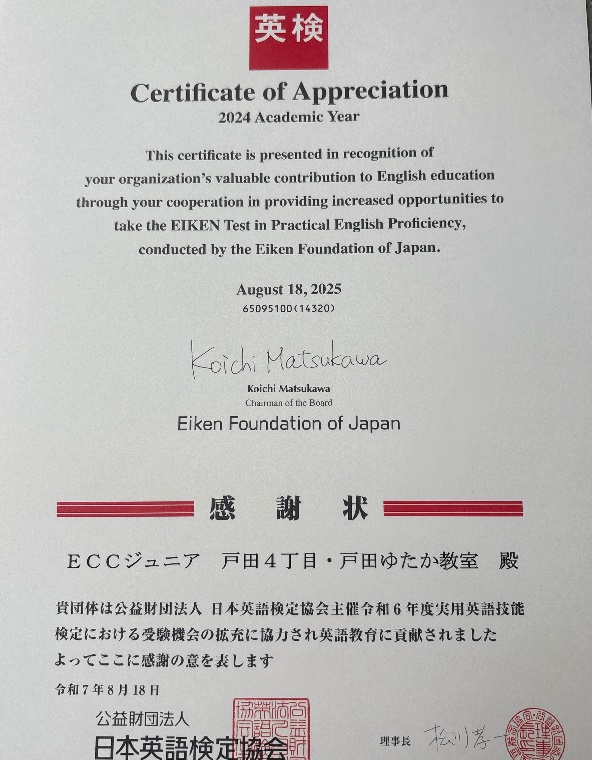 英検
Certificate of Appreciation
2024 Academic Year
This certificate is presented in recognition of
your organization's valuable contribution to English education
through your cooperation in providing increased opportunities to
take the EIKEN Test in Practical English Proficiency,
conducted by the Eiken Foundation of Japan.
August 18, 2025
65095100(14320)
Koichi Matsukawa
Koichi Matsukawa
Chairman of the Board
Eiken Foundation of Japan
感謝状
ECCジュニア 戸田4丁目・戸田ゆたか教室 殿
貴団体は公益財団法人 日本英語検定協会主催令和6年度実用英語技能
検定における受験機会の拡充に協力され英語教育に貢献されました
よってここに感謝の意を表します
令和7年8月18日
公益財団法人
日本英語検定協会
理事長 松川孝一